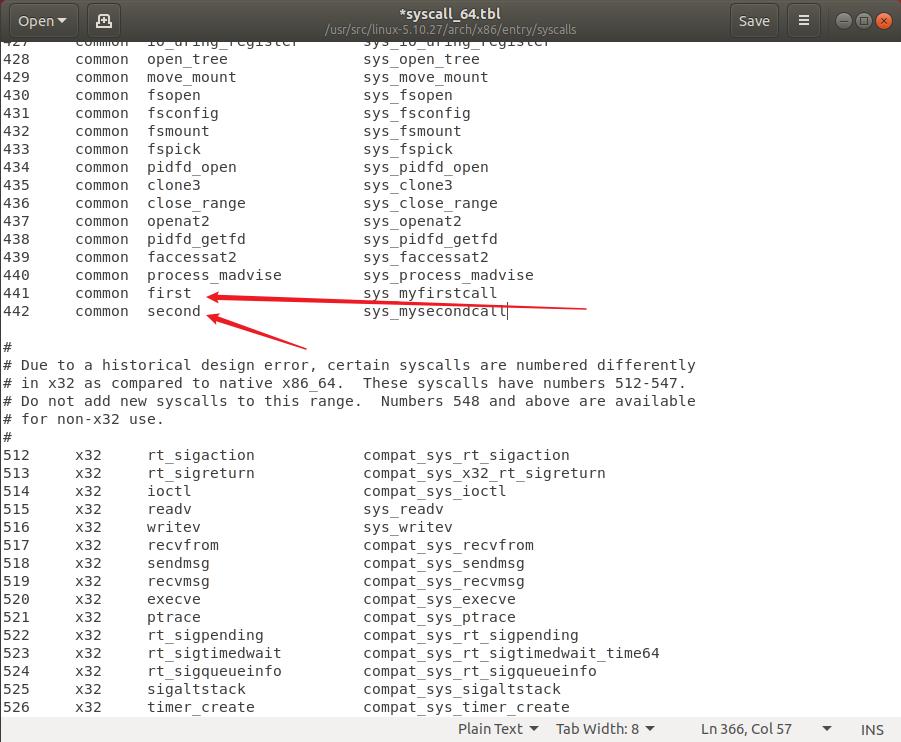 Open
*syscall_64.tbl
/usr/src/linux-5.10.27/arch/x86/entry/syscalls
Save
427 common io_uring_register sys_io_uring_register
428 common open_tree sys_open_tree
429 common move_mount sys_move_mount
430 common fsopen sys_fsopen
431 common fsconfig sys_fsconfig
432 common fsmount sys_fsmount
433 common fspick sys_fspick
434 common pidfd_open sys_pidfd_open
435 common clone3 sys_clone3
436 common close_range sys_close_range
437 common openat2 sys_openat2
438 common pidfd_getfd sys_pidfd_getfd
439 common faccessat2 sys_faccessat2
440 common process_madvise sys_process_madvise
441 common first sys_myfirstcall
442 common second sys_mysecondcall
#
# Due to a historical design error, certain syscalls are numbered differently
# in x32 as compared to native x86_64.  These syscalls have numbers 512-547.
# Do not add new syscalls to this range.  Numbers 548 and above are available
# for non-x32 use.
#
512 x32 rt_sigaction compat_sys_rt_sigaction
513 x32 rt_sigreturn compat_sys_x32_rt_sigreturn
514 x32 ioctl compat_sys_ioctl
515 x32 readv sys_readv
516 x32 writev sys_writev
517 x32 recvfrom compat_sys_recvfrom
518 x32 sendmsg compat_sys_sendmsg
519 x32 recvmsg compat_sys_recvmsg
520 x32 execve compat_sys_execve
521 x32 ptrace compat_sys_ptrace
522 x32 rt_sigpending compat_sys_rt_sigpending
523 x32 rt_sigtimedwait compat_sys_rt_sigtimedwait_time64
524 x32 rt_sigqueueinfo compat_sys_rt_sigqueueinfo
525 x32 sigaltstack compat_sys_sigaltstack
526 x32 timer_create compat_sys_timer_create
Plain Text Tab Width: 8 Ln 366, Col 57 INS